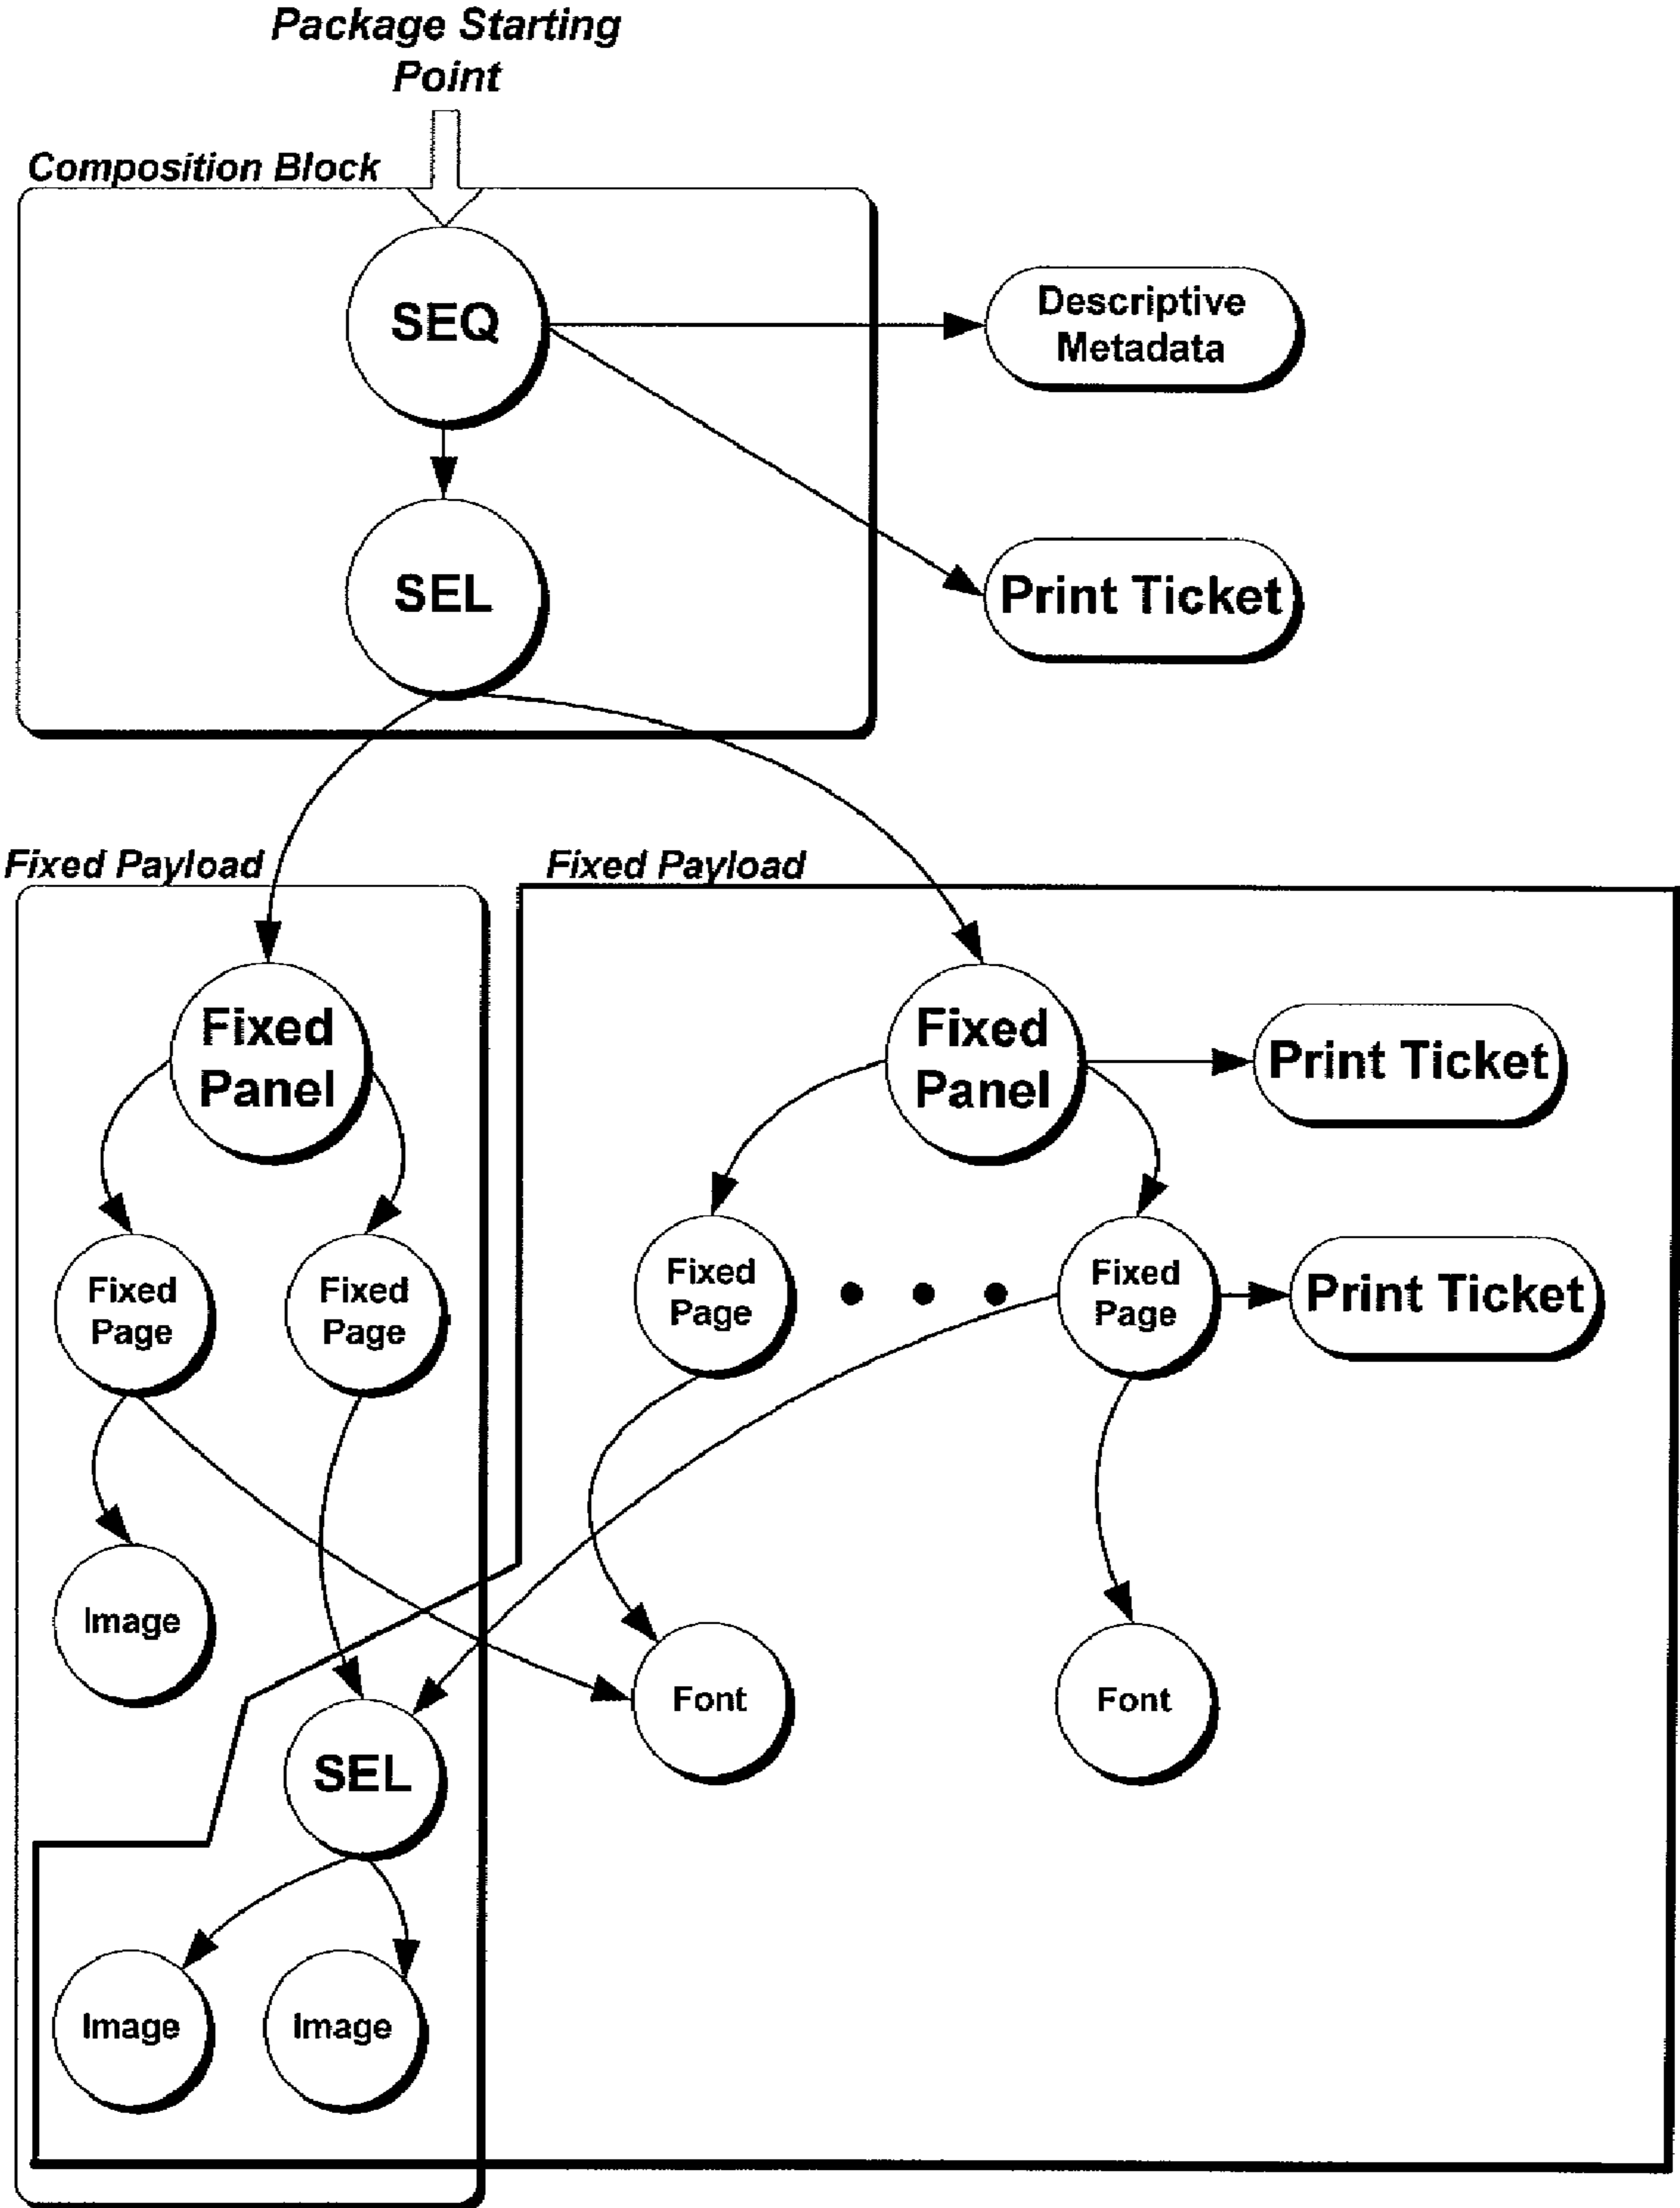 Package Starting
Point
Composition Block
SEQ
Descriptive
Metadata
SEL
Print Ticket
Fixed Payload
Fixed Payload
Fixed
Panel
Fixed
Panel
Print Ticket
Fixed
Page
Fixed
Page
Fixed
Page
Fixed
Page
Print Ticket
Image
Font
Font
SEL
Image
Image